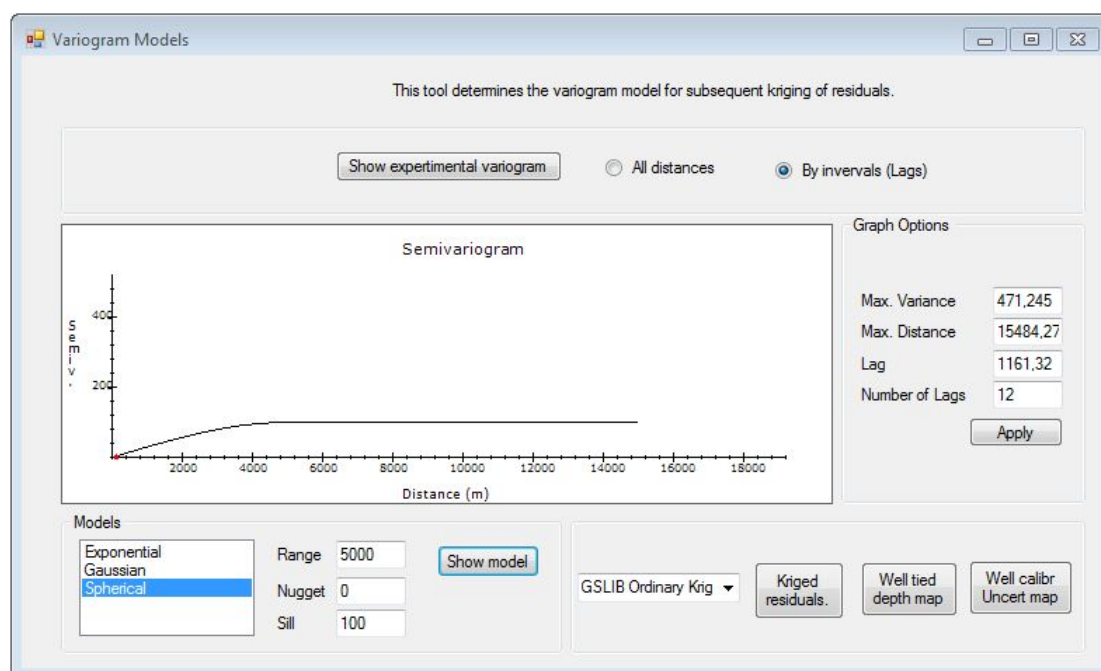 Variogram Models
This tool determines the variogram model for subsequent kriging of residuals.
Show expertimental variogram
All distances
By invervals (Lags)
Semivariogram
Semiv.
400
200
2000 4000 6000 8000 10000 12000 14000 16000 18000
Distance (m)
Graph Options
Max. Variance 471,245
Max. Distance 15484,27
Lag 1161,32
Number of Lags 12
Apply
Models
Exponential
Gaussian
Spherical
Range 5000
Nugget 0
Sill 100
Show model
GSLIB Ordinary Krig
Kriged
residuals.
Well tied
depth map
Well calibr
Uncert map